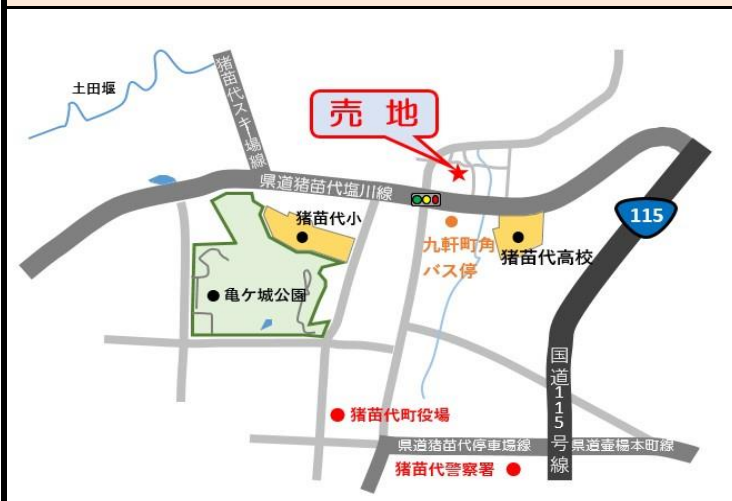 土田堰
猪苗代スキー場線
売 地
県道猪苗代塩川線
猪苗代小
九軒町角
バス停
猪苗代高校
115
亀ケ城公園
国道115号線
猪苗代町役場
県道猪苗代停車場線
県道壷楊本町線
猪苗代警察署